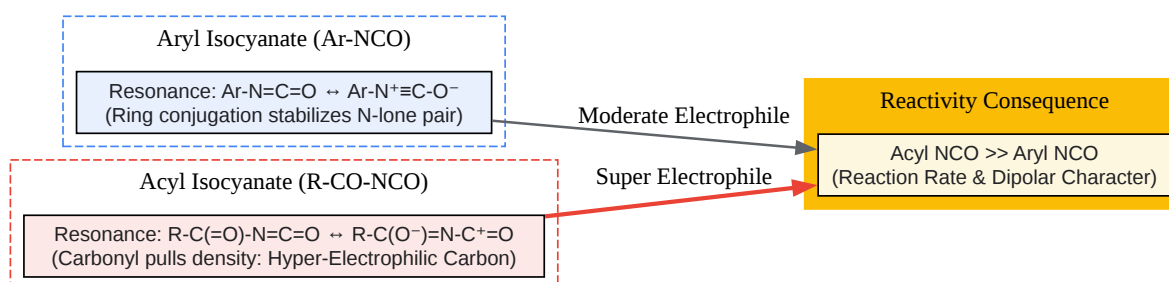 Aryl Isocyanate (Ar-NCO)
Resonance: Ar-N=C=O ↔ Ar-N⁺≡C-O⁻
(Ring conjugation stabilizes N-lone pair)
Moderate Electrophile
Acyl Isocyanate (R-CO-NCO)
Resonance: R-C(=O)-N=C=O ↔ R-C(O⁻)=N-C⁺=O
(Carbonyl pulls density: Hyper-Electrophilic Carbon)
Super Electrophile
Reactivity Consequence
Acyl NCO >> Aryl NCO
(Reaction Rate & Dipolar Character)